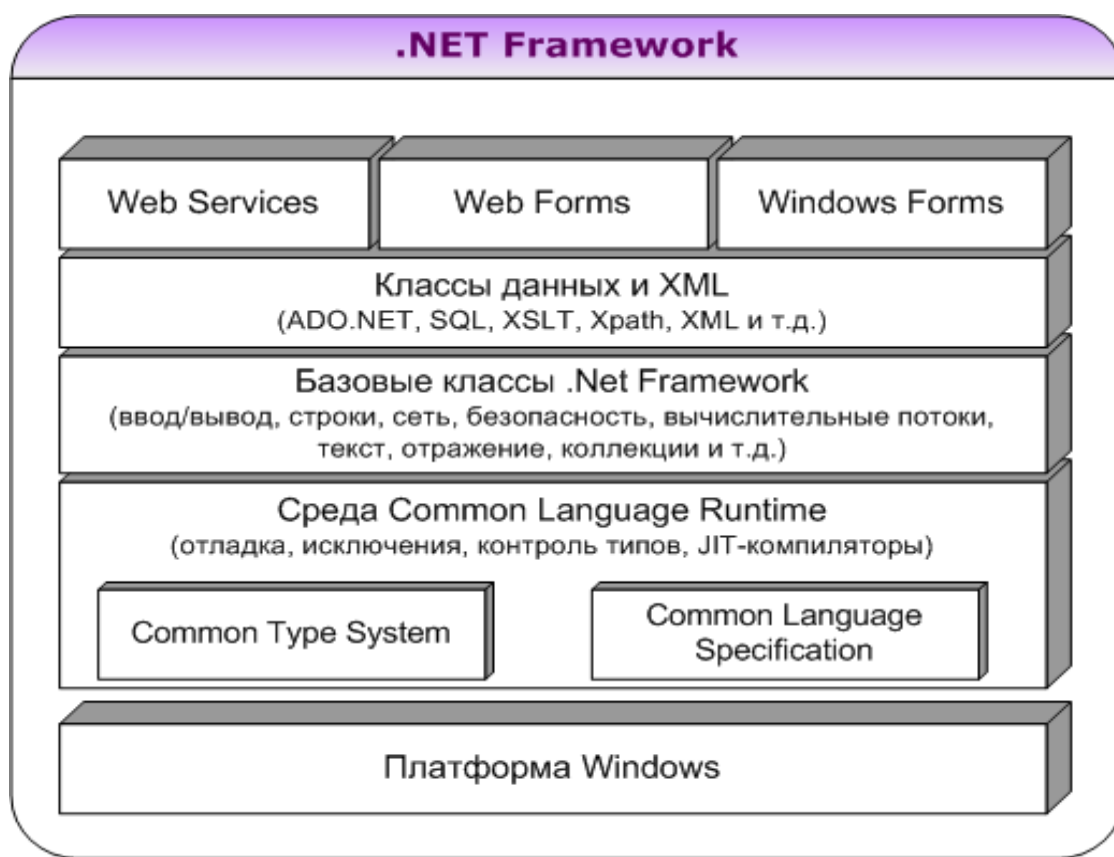 .NET Framework
Web Services
Web Forms
Windows Forms
Классы данных и XML
(ADO.NET, SQL, XSLT, Xpath, XML и т.д.)
Базовые классы .Net Framework
(ввод/вывод, строки, сеть, безопасность, вычислительные потоки,
текст, отражение, коллекции и т.д.)
Среда Common Language Runtime
(отладка, исключения, контроль типов, JIT-компиляторы)
Common Type System
Common Language
Specification
Платформа Windows